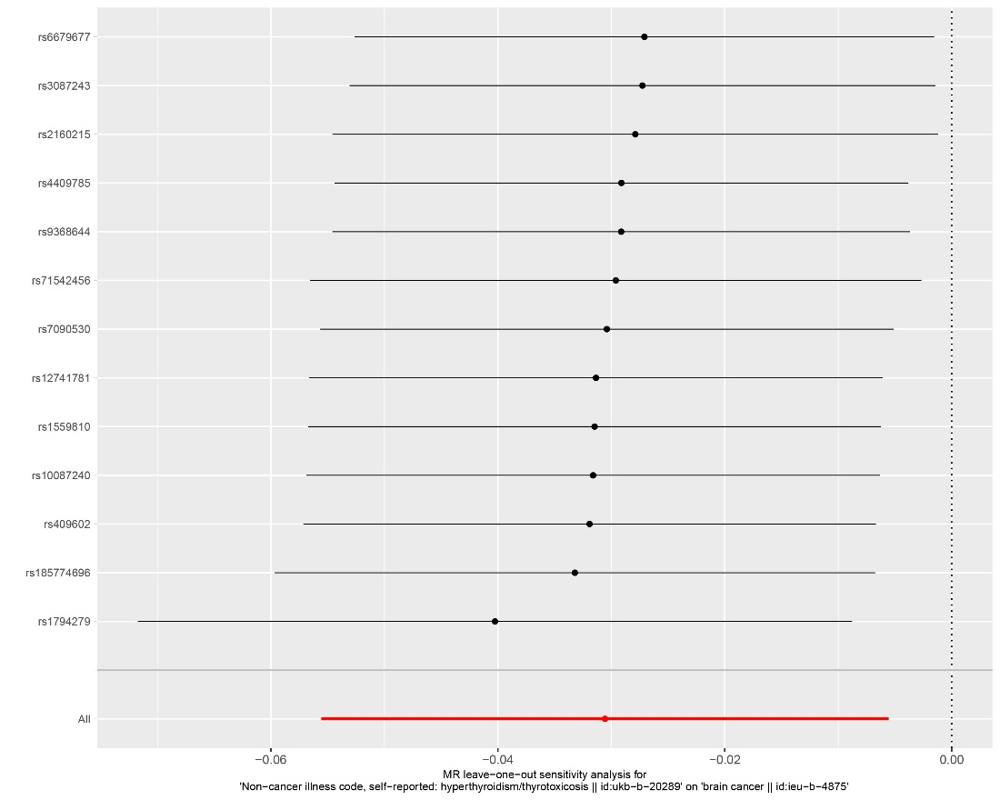 rs6679677
rs3087243
rs2160215
rs4409785
rs9368644
rs71542456
rs7090530
rs12741781
rs1559810
rs10087240
rs409602
rs185774696
rs1794279
All
−0.06 −0.04 −0.02 0.00
MR leave−one−out sensitivity analysis for
'Non−cancer illness code, self−reported: hyperthyroidism/thyrotoxicosis || id:ukb−b−20289' on 'brain cancer || id:ieu−b−4875'